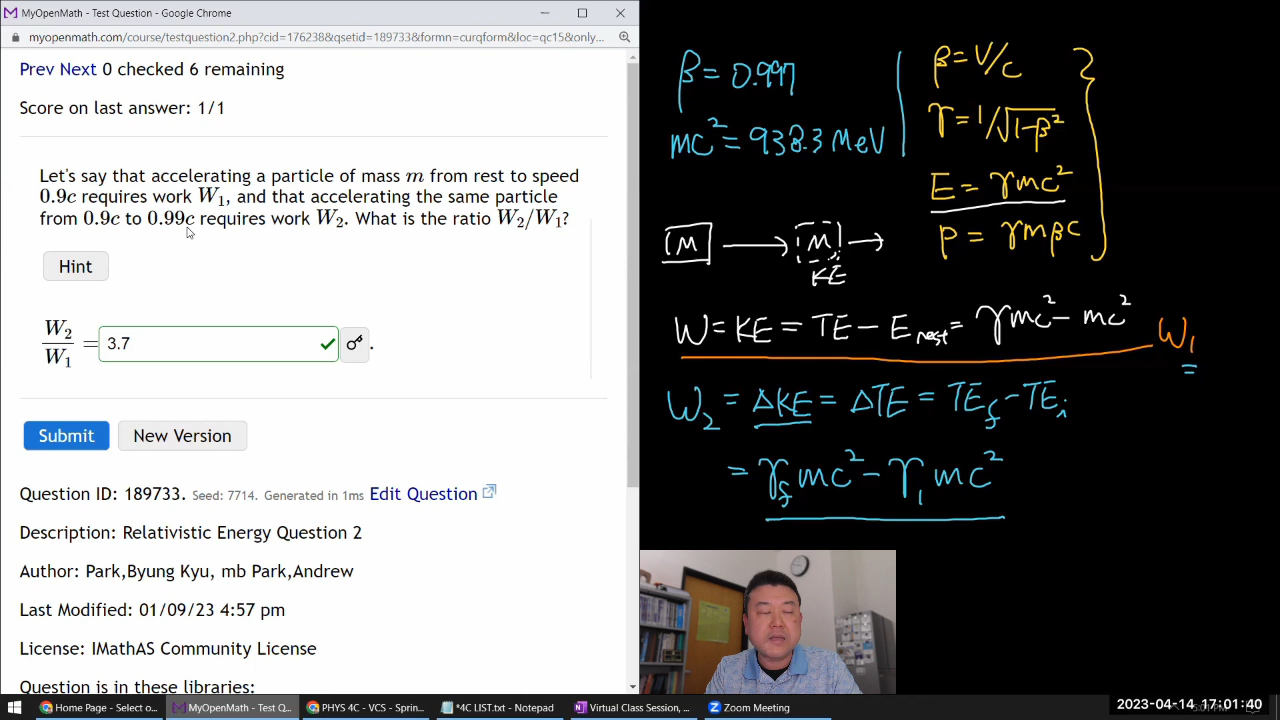 MyOpenMath - Test Question - Google Chrome
myopenmath.com/course/testquestion2.php?cid=176238&qsetid=189733&formn=curqform&loc=qc15&only...
Prev Next 0 checked 6 remaining
Score on last answer: 1/1
Let's say that accelerating a particle of mass m from rest to speed
0.9c requires work W₁, and that accelerating the same particle
from 0.9c to 0.99c requires work W₂. What is the ratio W₂/W₁?
Hint
W₂/W₁ = 3.7 .
Submit New Version
Question ID: 189733. Seed: 7714. Generated in 1ms Edit Question
Description: Relativistic Energy Question 2
Author: Park,Byung Kyu, mb Park,Andrew
Last Modified: 01/09/23 4:57 pm
License: IMathAS Community License
Question is in these libraries:
β = 0.997
mc² = 938.3 MeV
β = v/c
γ = 1/√(1-β²)
E = γmc²
p = γmβc
M → M →
KE
W = KE = TE - E_rest = γmc² - mc² W₁
=
W₂ = ΔKE = ΔTE = TE_f - TE_i
= γ_f mc² - γ₁ mc²
Home Page - Select o...
MyOpenMath - Test Q...
PHYS 4C - VCS - Sprin...
*4C LIST.txt - Notepad
Virtual Class Session, ...
Zoom Meeting
2023-04-14 17:01:40